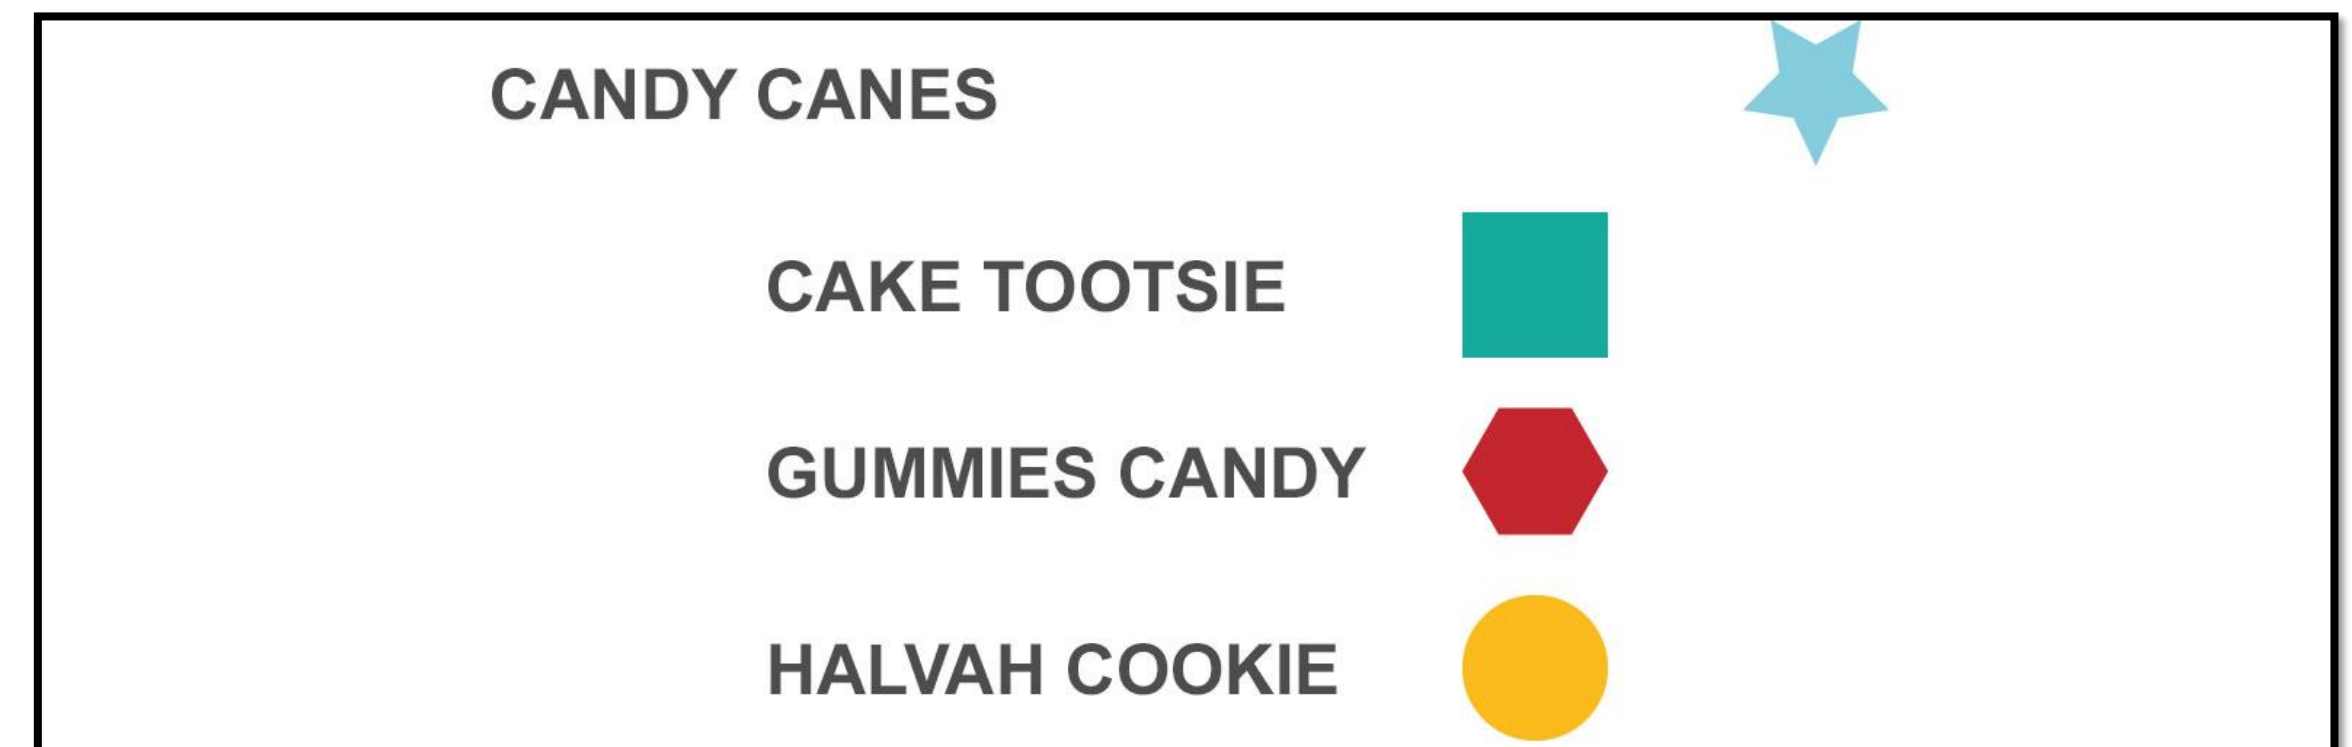 CANDY CANES
CAKE TOOTSIE
GUMMIES CANDY
HALVAH COOKIE